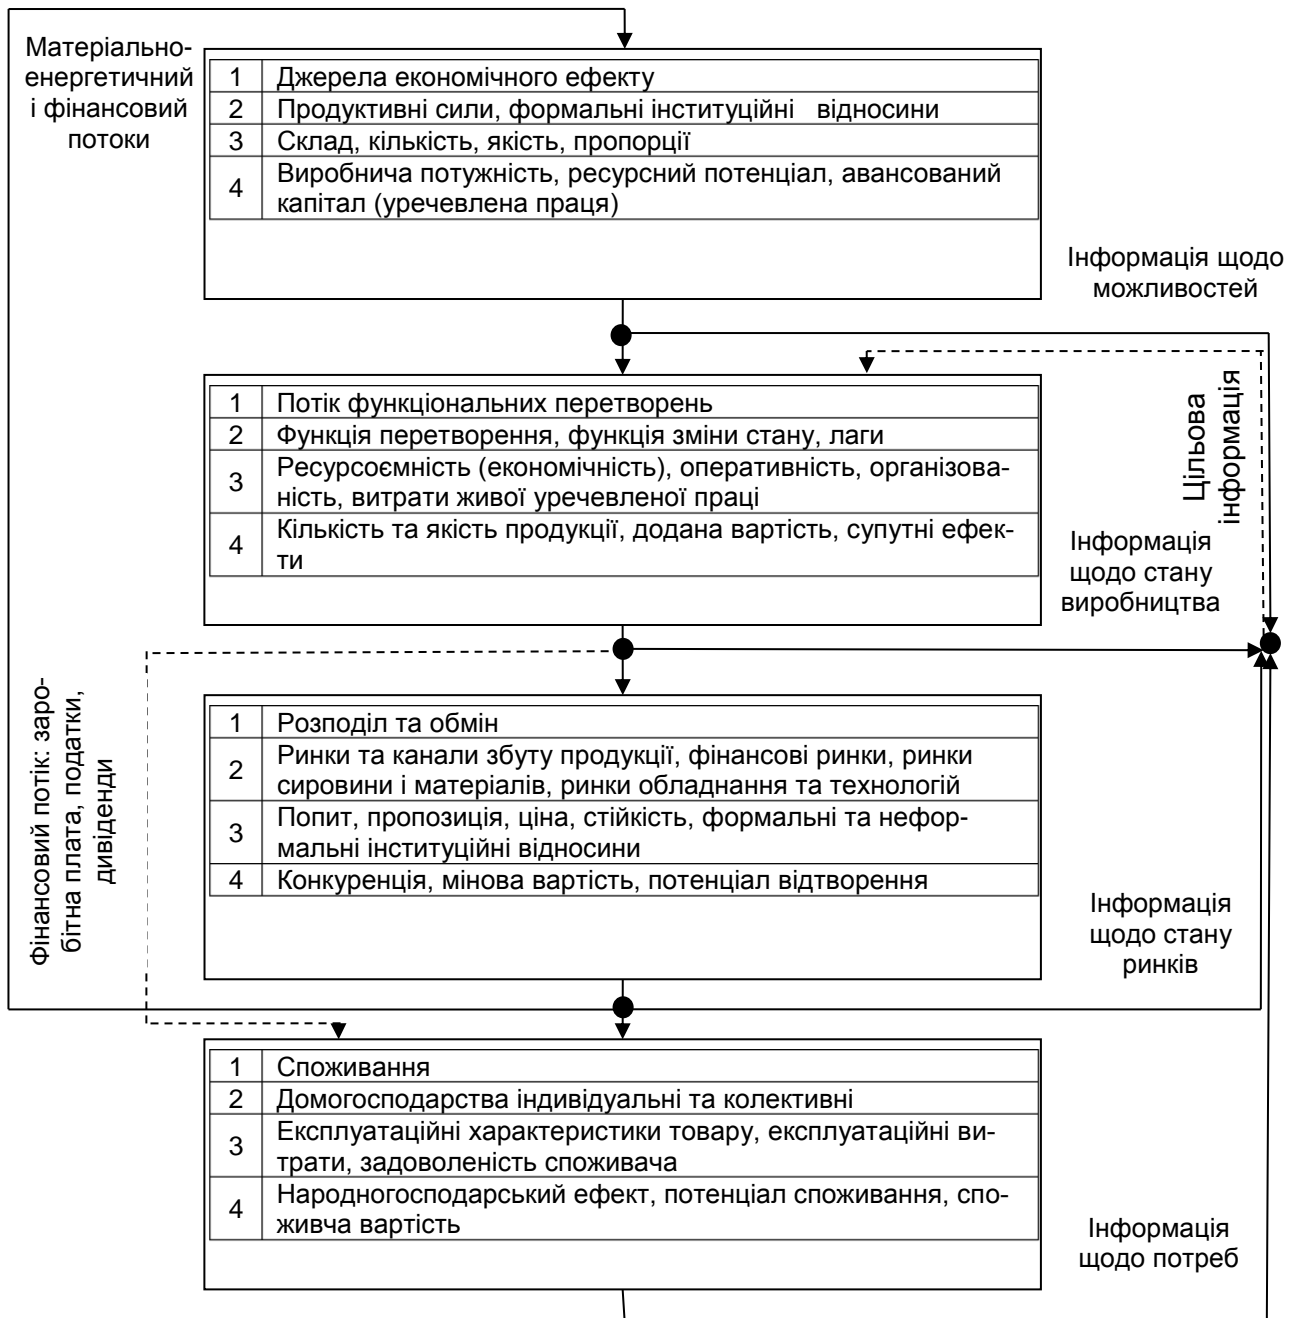 Матеріально-
енергетичний
і фінансовий
потоки
1 Джерела економічного ефекту
2 Продуктивні сили, формальні інституційні відносини
3 Склад, кількість, якість, пропорції
4 Виробнича потужність, ресурсний потенціал, авансований
капітал (уречевлена праця)
Інформація щодо
можливостей
1 Потік функціональних перетворень
2 Функція перетворення, функція зміни стану, лаги
3 Ресурсоємність (економічність), оперативність, організова-
ність, витрати живої уречевленої праці
4 Кількість та якість продукції, додана вартість, супутні ефек-
ти
Цільова
інформація
Інформація
щодо стану
виробництва
Фінансовий потік: заро-
бітна плата, податки,
дивіденди
1 Розподіл та обмін
2 Ринки та канали збуту продукції, фінансові ринки, ринки
сировини і матеріалів, ринки обладнання та технологій
3 Попит, пропозиція, ціна, стійкість, формальні та нефор-
мальні інституційні відносини
4 Конкуренція, мінова вартість, потенціал відтворення
Інформація
щодо стану
ринків
1 Споживання
2 Домогосподарства індивідуальні та колективні
3 Експлуатаційні характеристики товару, експлуатаційні ви-
трати, задоволеність споживача
4 Народногосподарський ефект, потенціал споживання, спо-
живча вартість
Інформація
щодо потреб